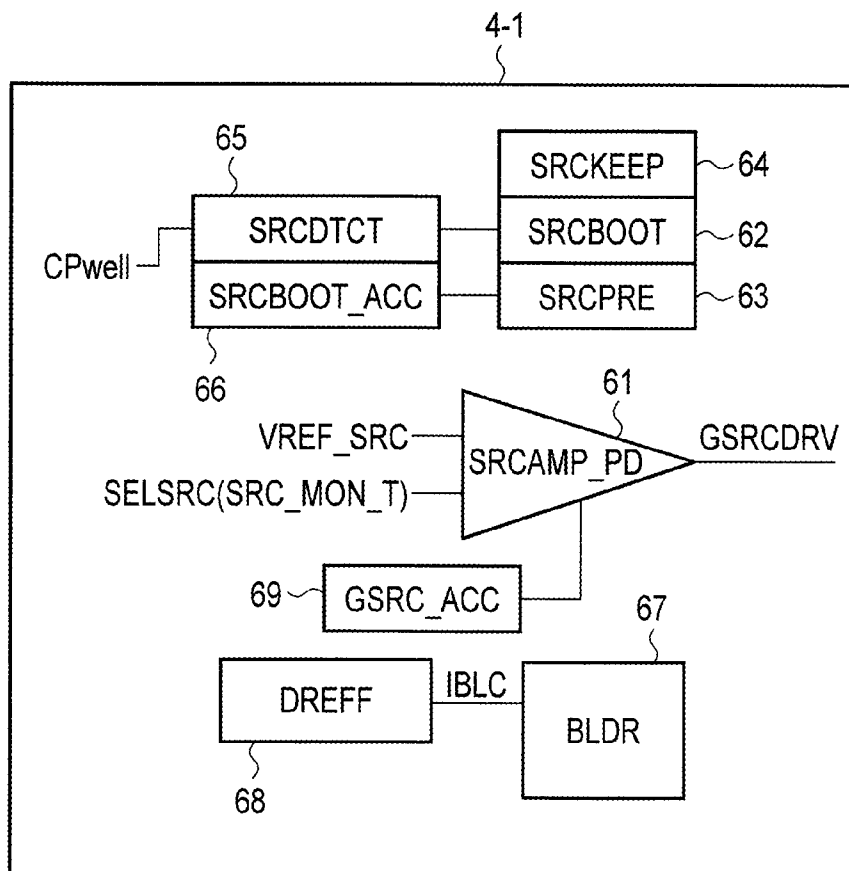 4-1
65
SRCKEEP
64
SRCDTCT
SRCBOOT
62
CPwell
SRCBOOT_ACC
SRCPRE
63
66
61
VREF_SRC
GSRCDRV
SRCAMP_PD
SELSRC(SRC_MON_T)
69
GSRC_ACC
67
DREFF
IBLC
BLDR
68